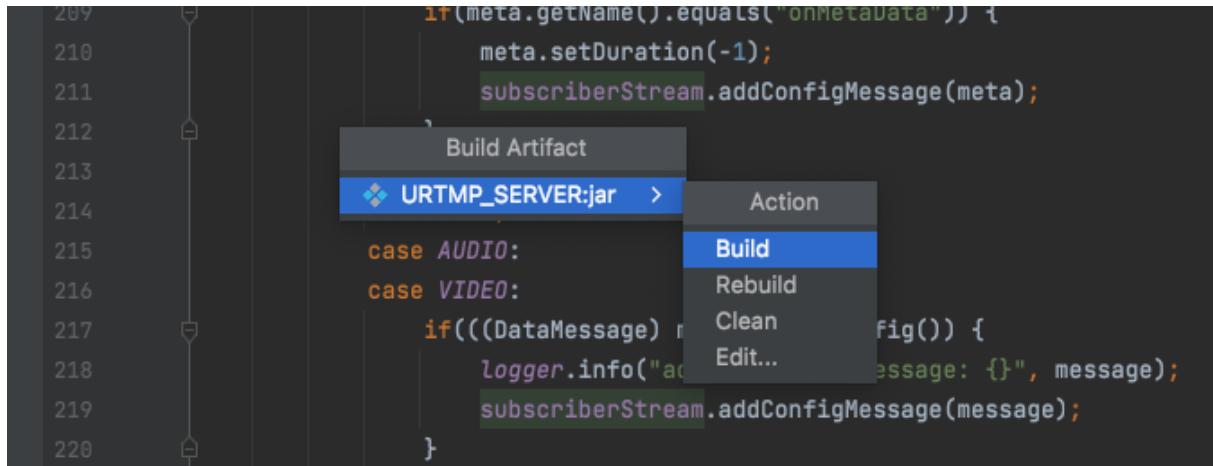 209 if(meta.getName().equals("onMetaData")) {
210 meta.setDuration(-1);
211 subscriberStream.addConfigMessage(meta);
212 }
Build Artifact
213
URTMP_SERVER:jar >
Action
214
215 case AUDIO:
Build
216 case VIDEO:
Rebuild
217 if(((DataMessage) fig()) {
Clean
218 logger.info("a essage: {}", message);
Edit...
219 subscriberStream.addConfigMessage(message);
220 }